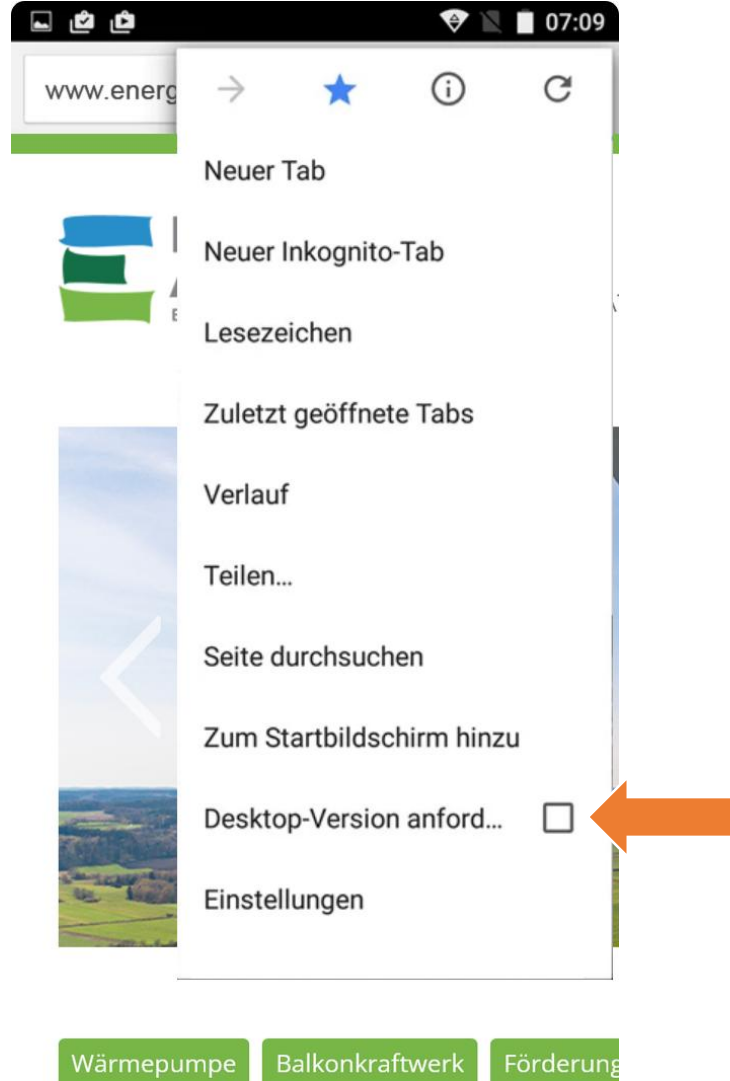 07:09
www.energ
Neuer Tab
Neuer Inkognito-Tab
Lesezeichen
Zuletzt geöffnete Tabs
Verlauf
Teilen...
Seite durchsuchen
Zum Startbildschirm hinzu
Desktop-Version anford...
Einstellungen
Wärmepumpe Balkonkraftwerk Förderung